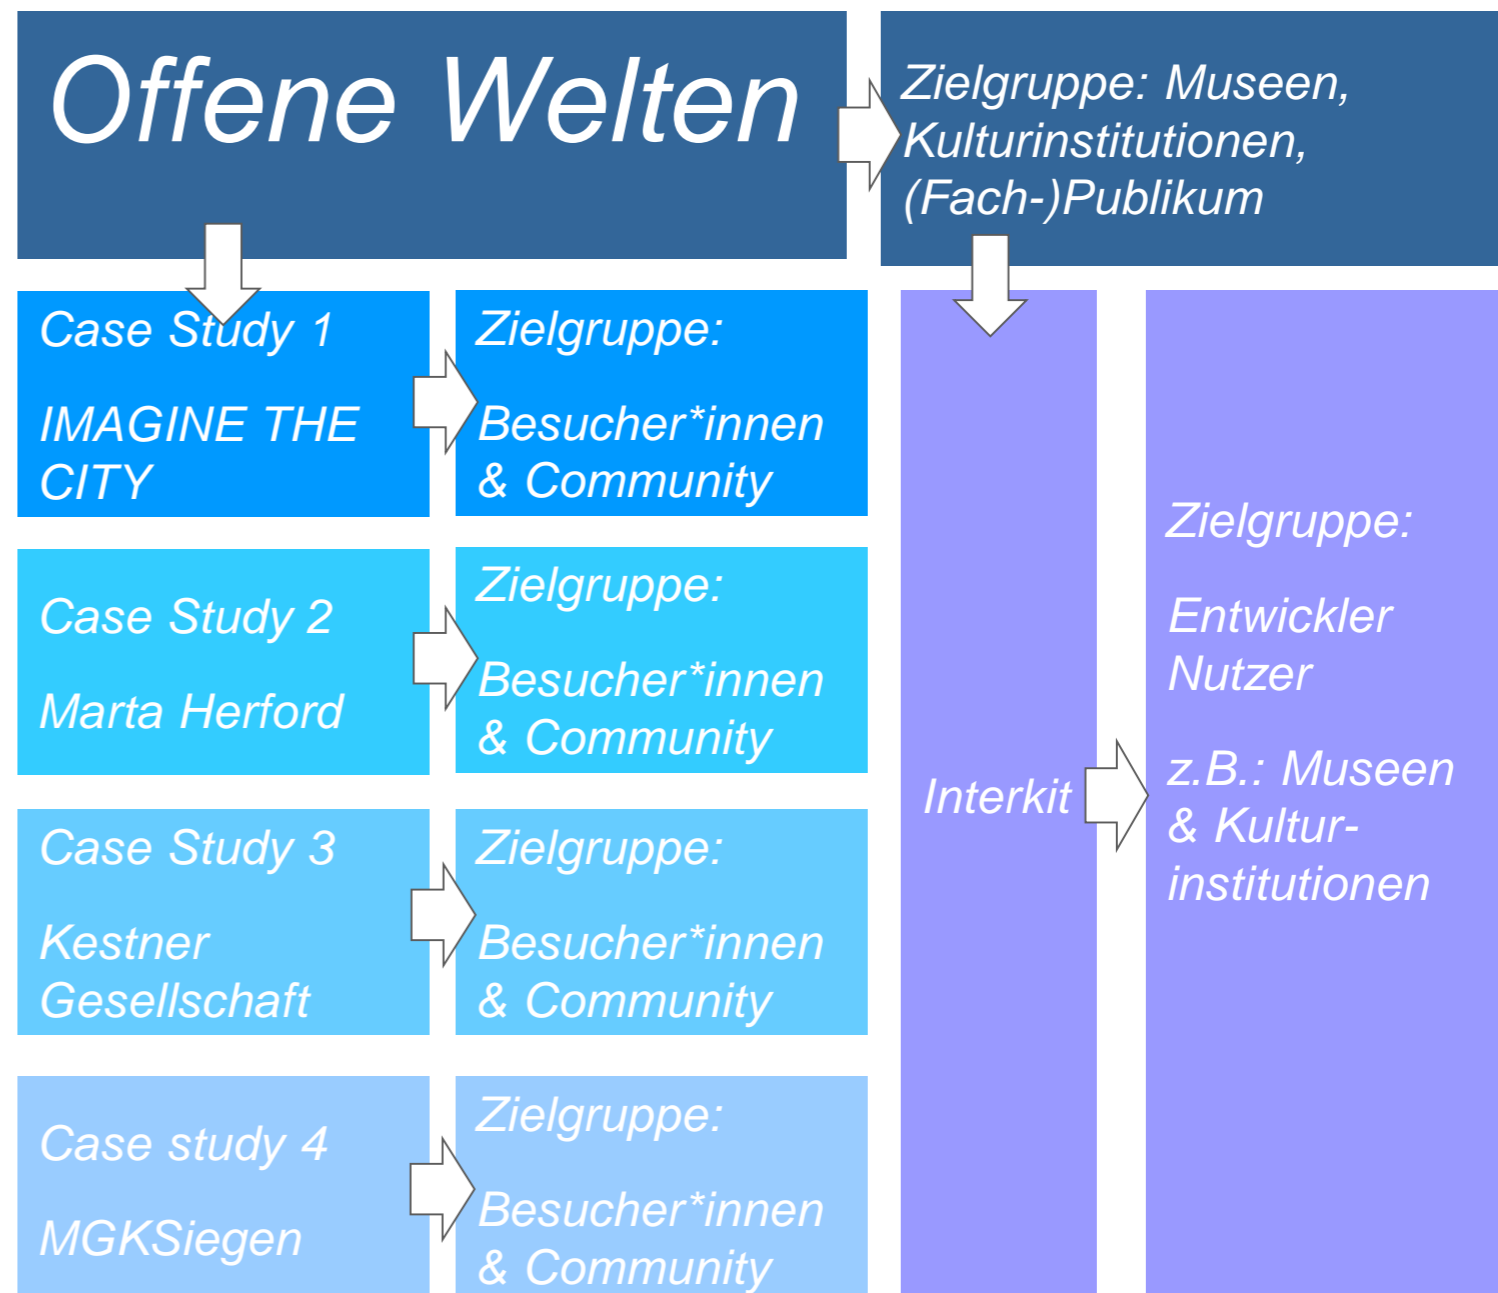 Offene Welten
Zielgruppe: Museen,
Kulturinstitutionen,
(Fach-)Publikum
Case Study 1
IMAGINE THE
CITY
Zielgruppe:
Besucher*innen
& Community
Case Study 2
Marta Herford
Zielgruppe:
Besucher*innen
& Community
Case Study 3
Kestner
Gesellschaft
Zielgruppe:
Besucher*innen
& Community
Case study 4
MGKSiegen
Zielgruppe:
Besucher*innen
& Community
Interkit
Zielgruppe:
Entwickler
Nutzer
z.B.: Museen
& Kultur-
institutionen